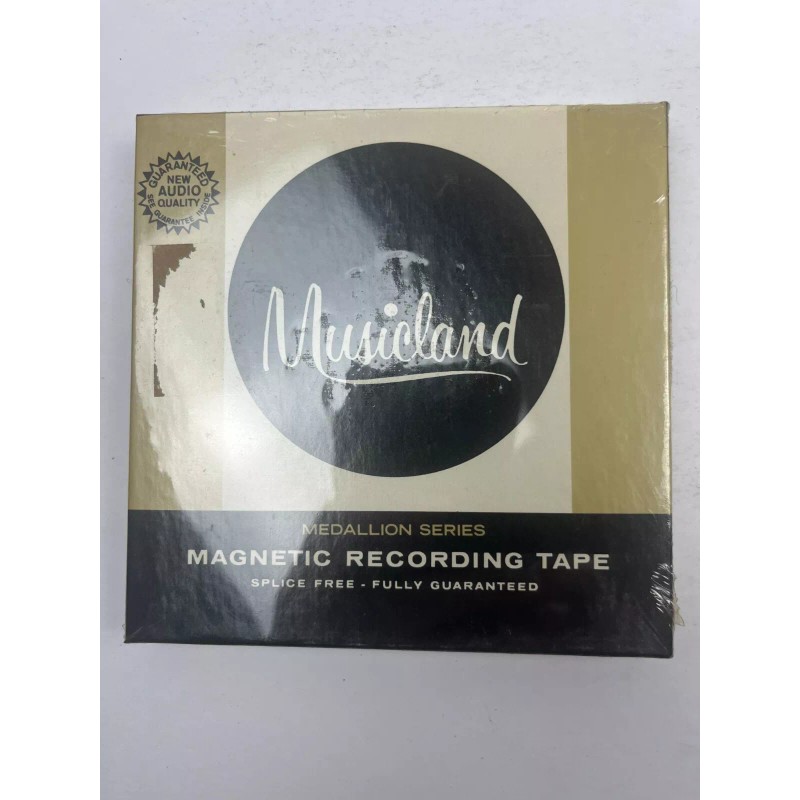 GUARANTEED
NEW
AUDIO
QUALITY
SEE GUARANTEE INSIDE
Musicland
MEDALLION SERIES
MAGNETIC RECORDING TAPE
SPLICE FREE - FULLY GUARANTEED